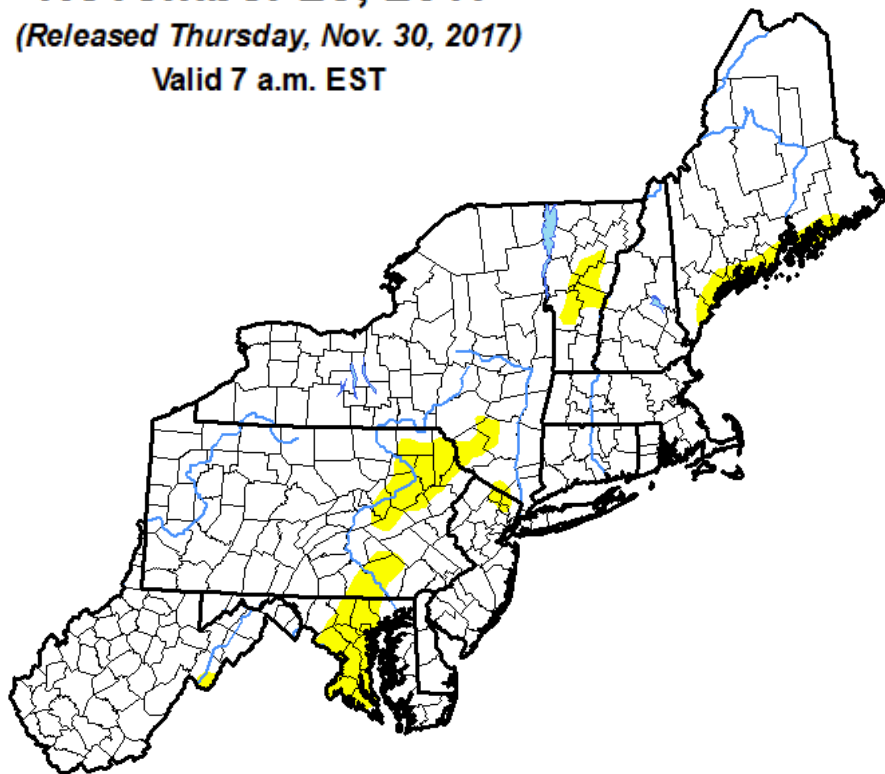 (Released Thursday, Nov. 30, 2017)
Valid 7 a.m. EST